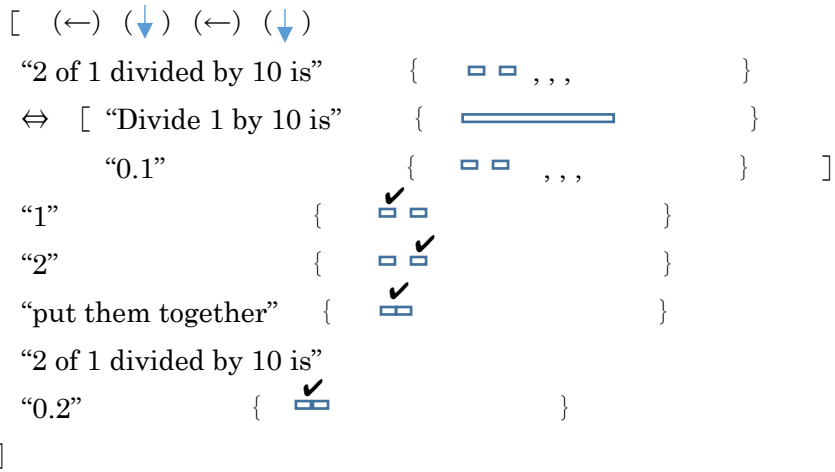 [ (←) (↓) (←) (↓)
“2 of 1 divided by 10 is” { , , , }
⇔ [ “Divide 1 by 10 is” { }
“0.1” { , , , } ]
“1” { ✔ }
“2” { ✔ }
“put them together” { ✔ }
“2 of 1 divided by 10 is”
“0.2” { ✔ }
]